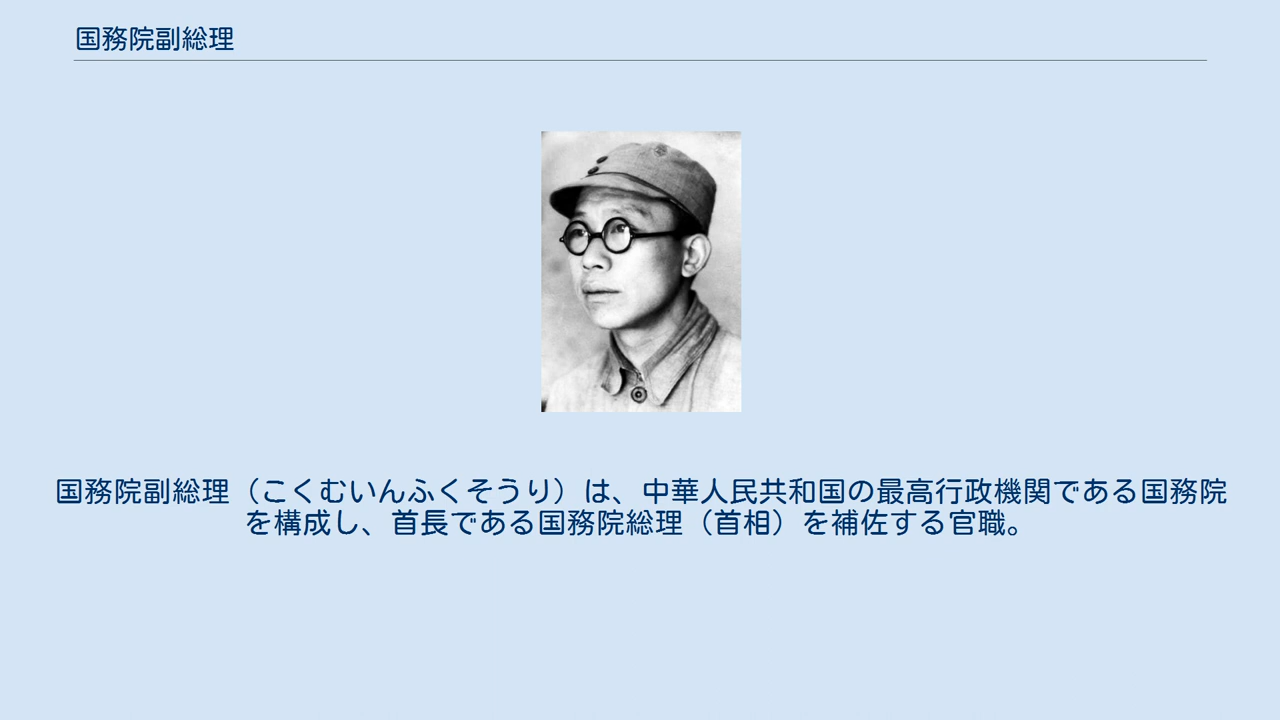 国務院副総理
国務院副総理（こくむいんふくそうり）は、中華人民共和国の最高行政機関である国務院
を構成し、首長である国務院総理（首相）を補佐する官職。